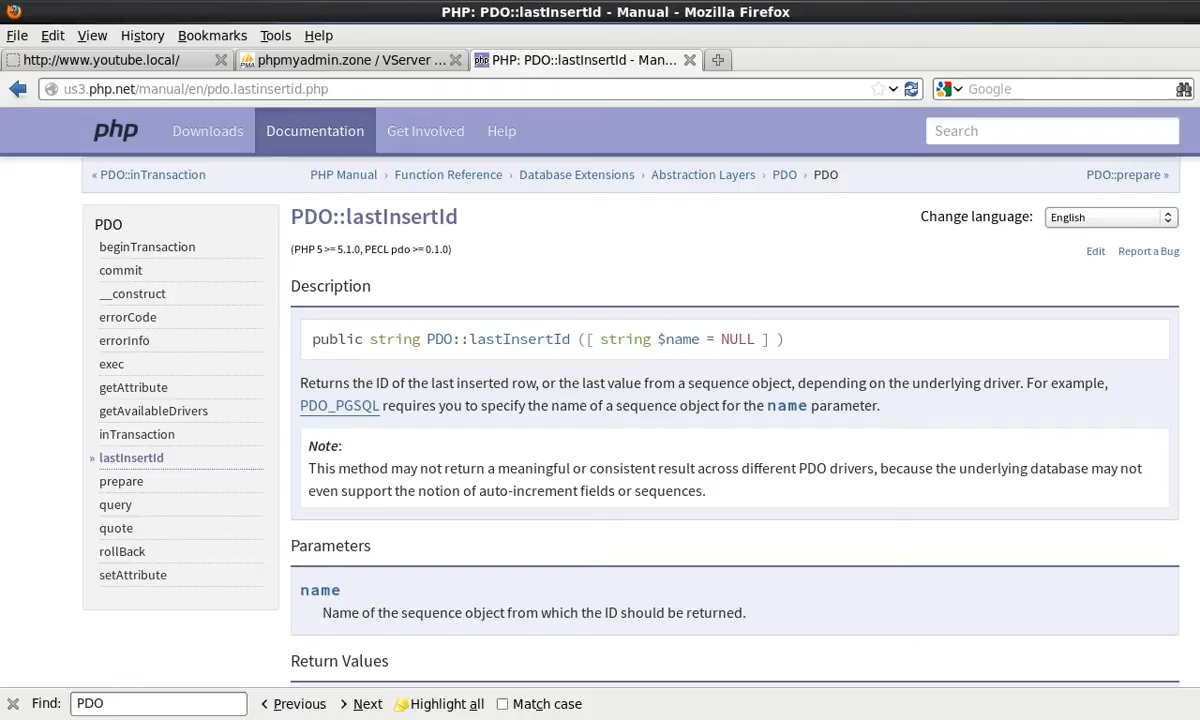 PHP: PDO::lastInsertId - Manual - Mozilla Firefox
File Edit View History Bookmarks Tools Help
http://www.youtube.local/ phpmyadmin.zone / VServer ... PHP: PDO::lastInsertId - Man...
us3.php.net/manual/en/pdo.lastinsertid.php Google
php Downloads Documentation Get Involved Help Search
« PDO::inTransaction PHP Manual › Function Reference › Database Extensions › Abstraction Layers › PDO › PDO PDO::prepare »
PDO
beginTransaction
commit
__construct
errorCode
errorInfo
exec
getAttribute
getAvailableDrivers
inTransaction
» lastInsertId
prepare
query
quote
rollBack
setAttribute
PDO::lastInsertId
Change language: English
(PHP 5 >= 5.1.0, PECL pdo >= 0.1.0)
Edit Report a Bug
Description
public string PDO::lastInsertId ([ string $name = NULL ] )
Returns the ID of the last inserted row, or the last value from a sequence object, depending on the underlying driver. For example,
PDO_PGSQL requires you to specify the name of a sequence object for the name parameter.
Note:
This method may not return a meaningful or consistent result across different PDO drivers, because the underlying database may not
even support the notion of auto-increment fields or sequences.
Parameters
name
Name of the sequence object from which the ID should be returned.
Return Values
Find: PDO Previous Next Highlight all Match case